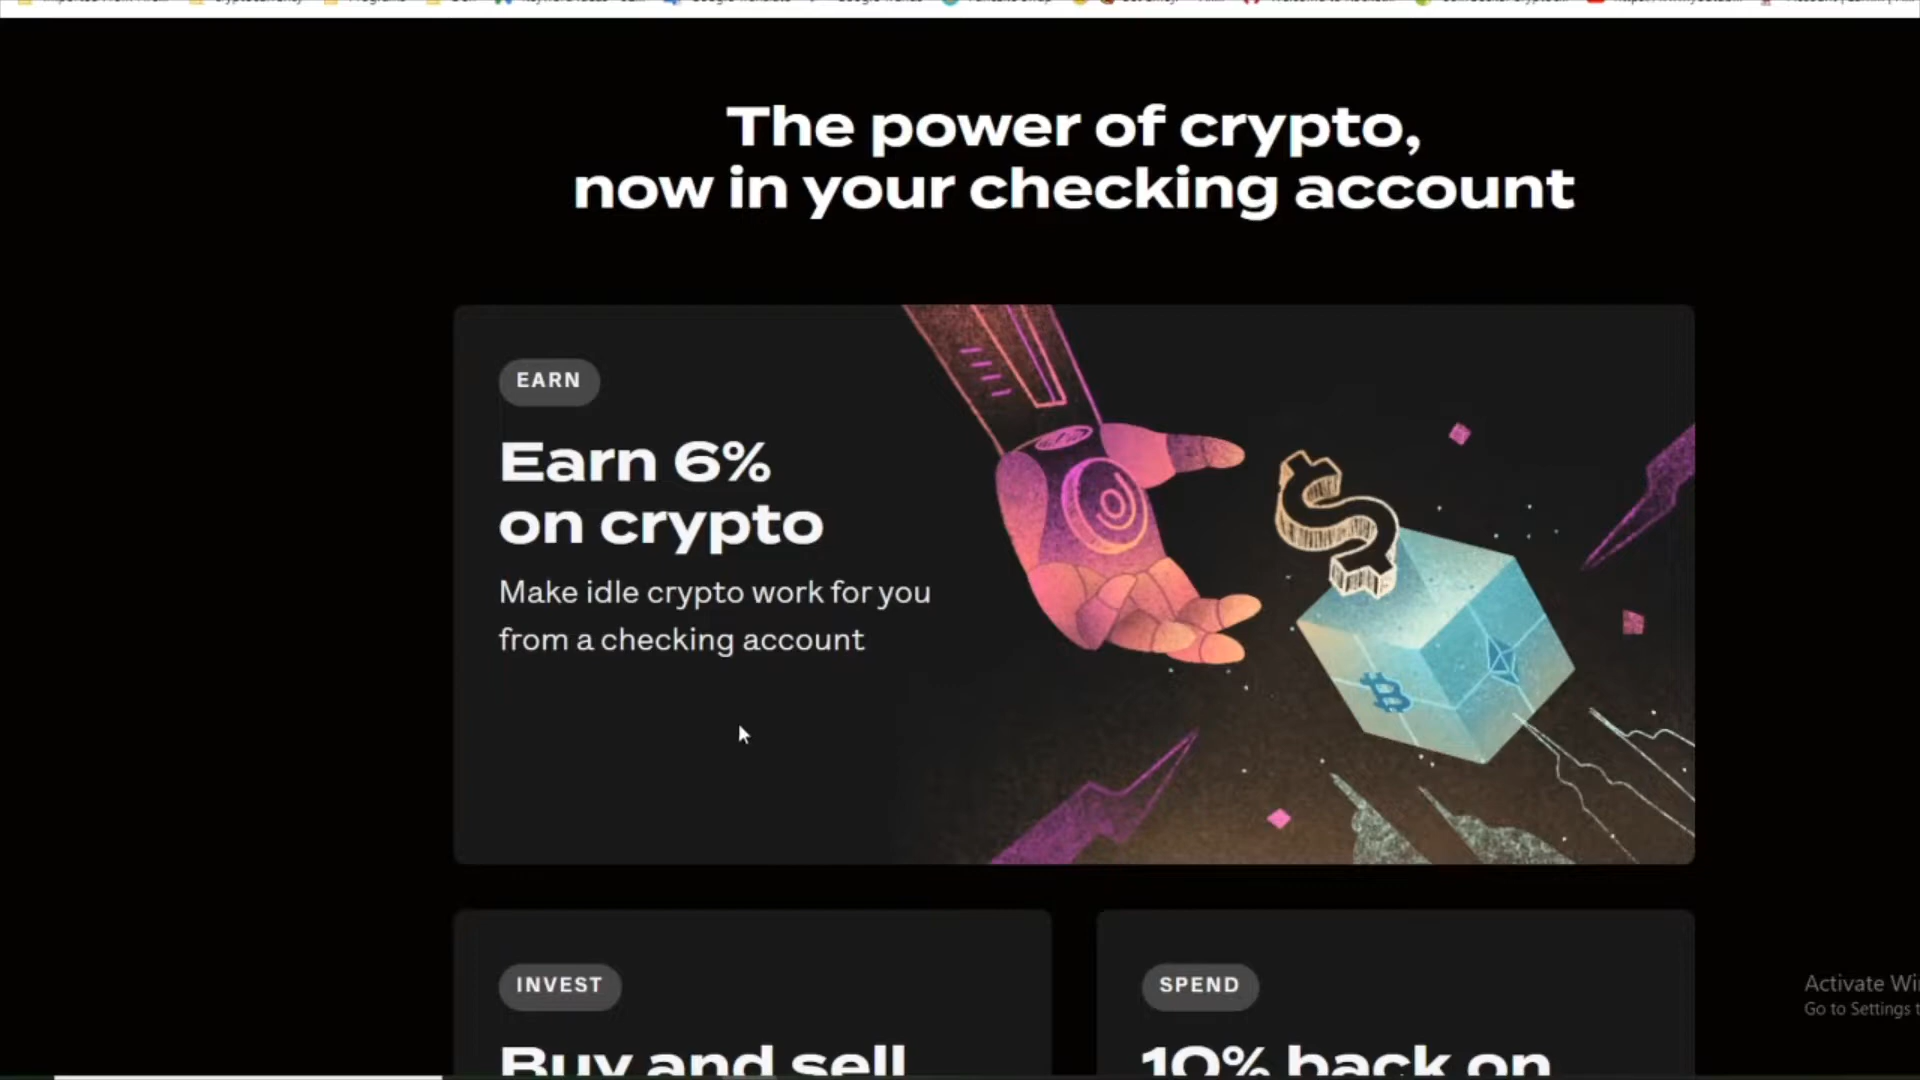 The power of crypto,
now in your checking account
EARN
Earn 6%
on crypto
Make idle crypto work for you
from a checking account
INVEST
SPEND
Buy and sell
10% back on
Activate Wi
Go to Settings t